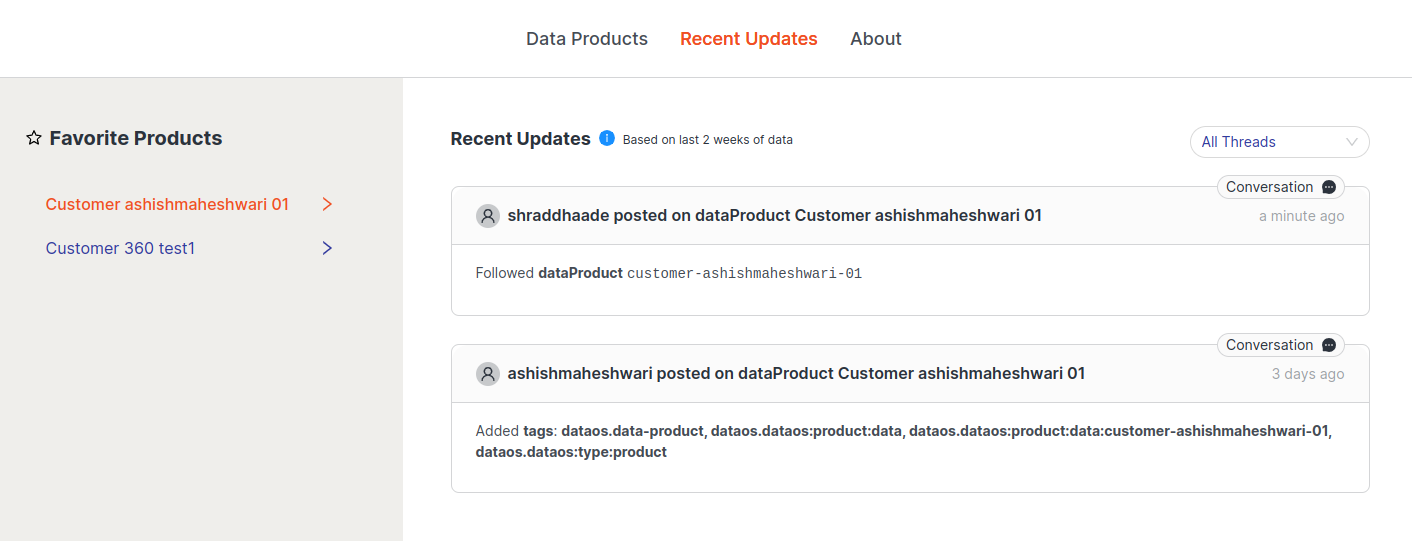 Data Products Recent Updates About
Favorite Products
Customer ashishmaheshwari 01
Customer 360 test1
Recent Updates Based on last 2 weeks of data
All Threads
Conversation
shraddhaade posted on dataProduct Customer ashishmaheshwari 01
a minute ago
Followed dataProduct customer-ashishmaheshwari-01
Conversation
ashishmaheshwari posted on dataProduct Customer ashishmaheshwari 01
3 days ago
Added tags: dataos.data-product, dataos.dataos:product:data, dataos.dataos:product:data:customer-ashishmaheshwari-01,
dataos.dataos:type:product